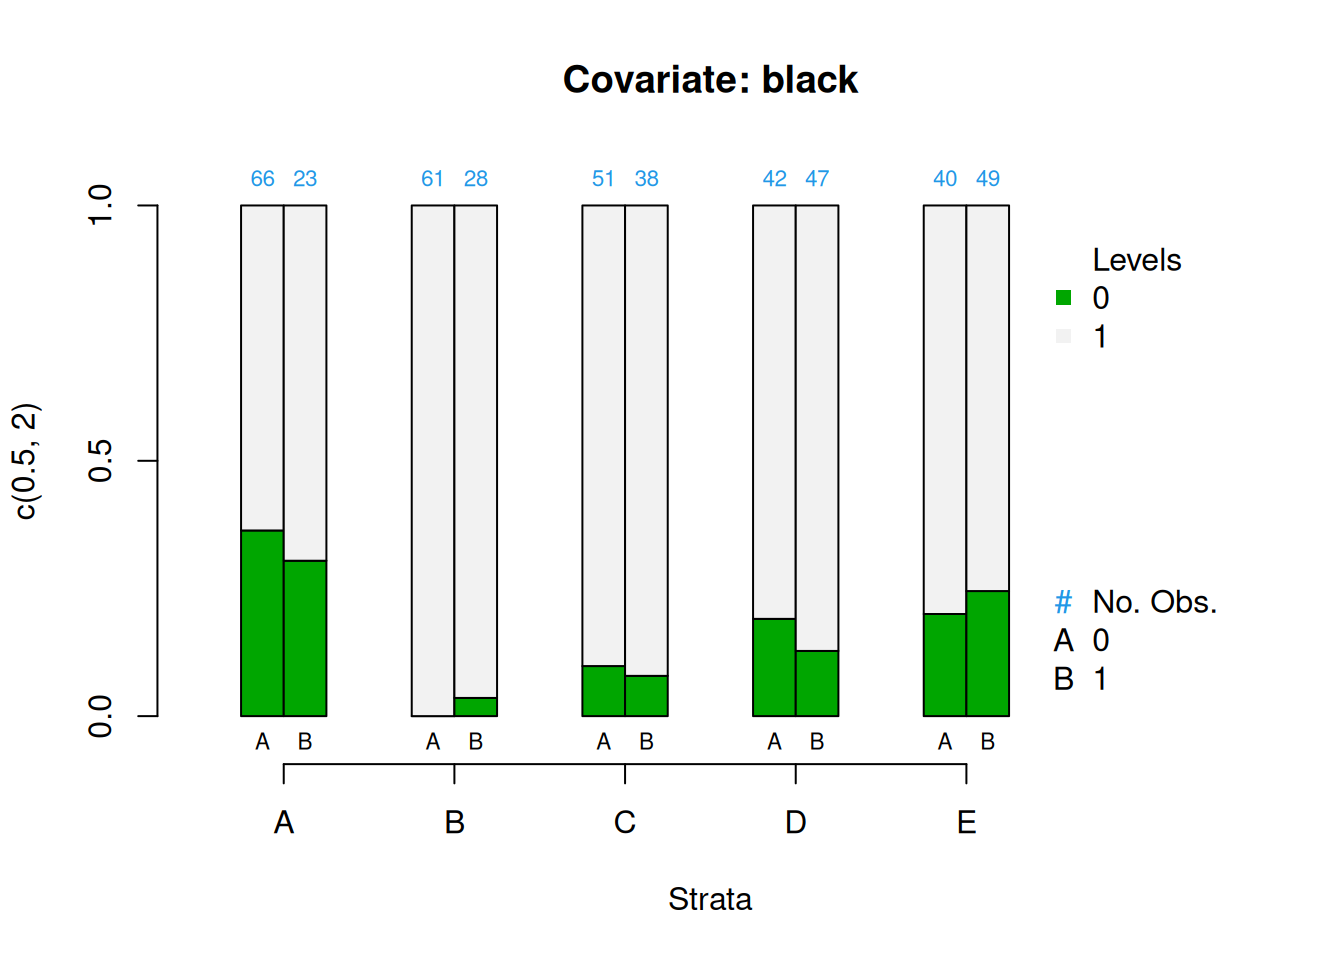 Covariate: black
66 23 61 28 51 38 42 47 40 49
1.0
0.5
0.0
c(0.5, 2)
Levels
0
1
# No. Obs.
A 0
B 1
A B A B A B A B A B
A B C D E
Strata